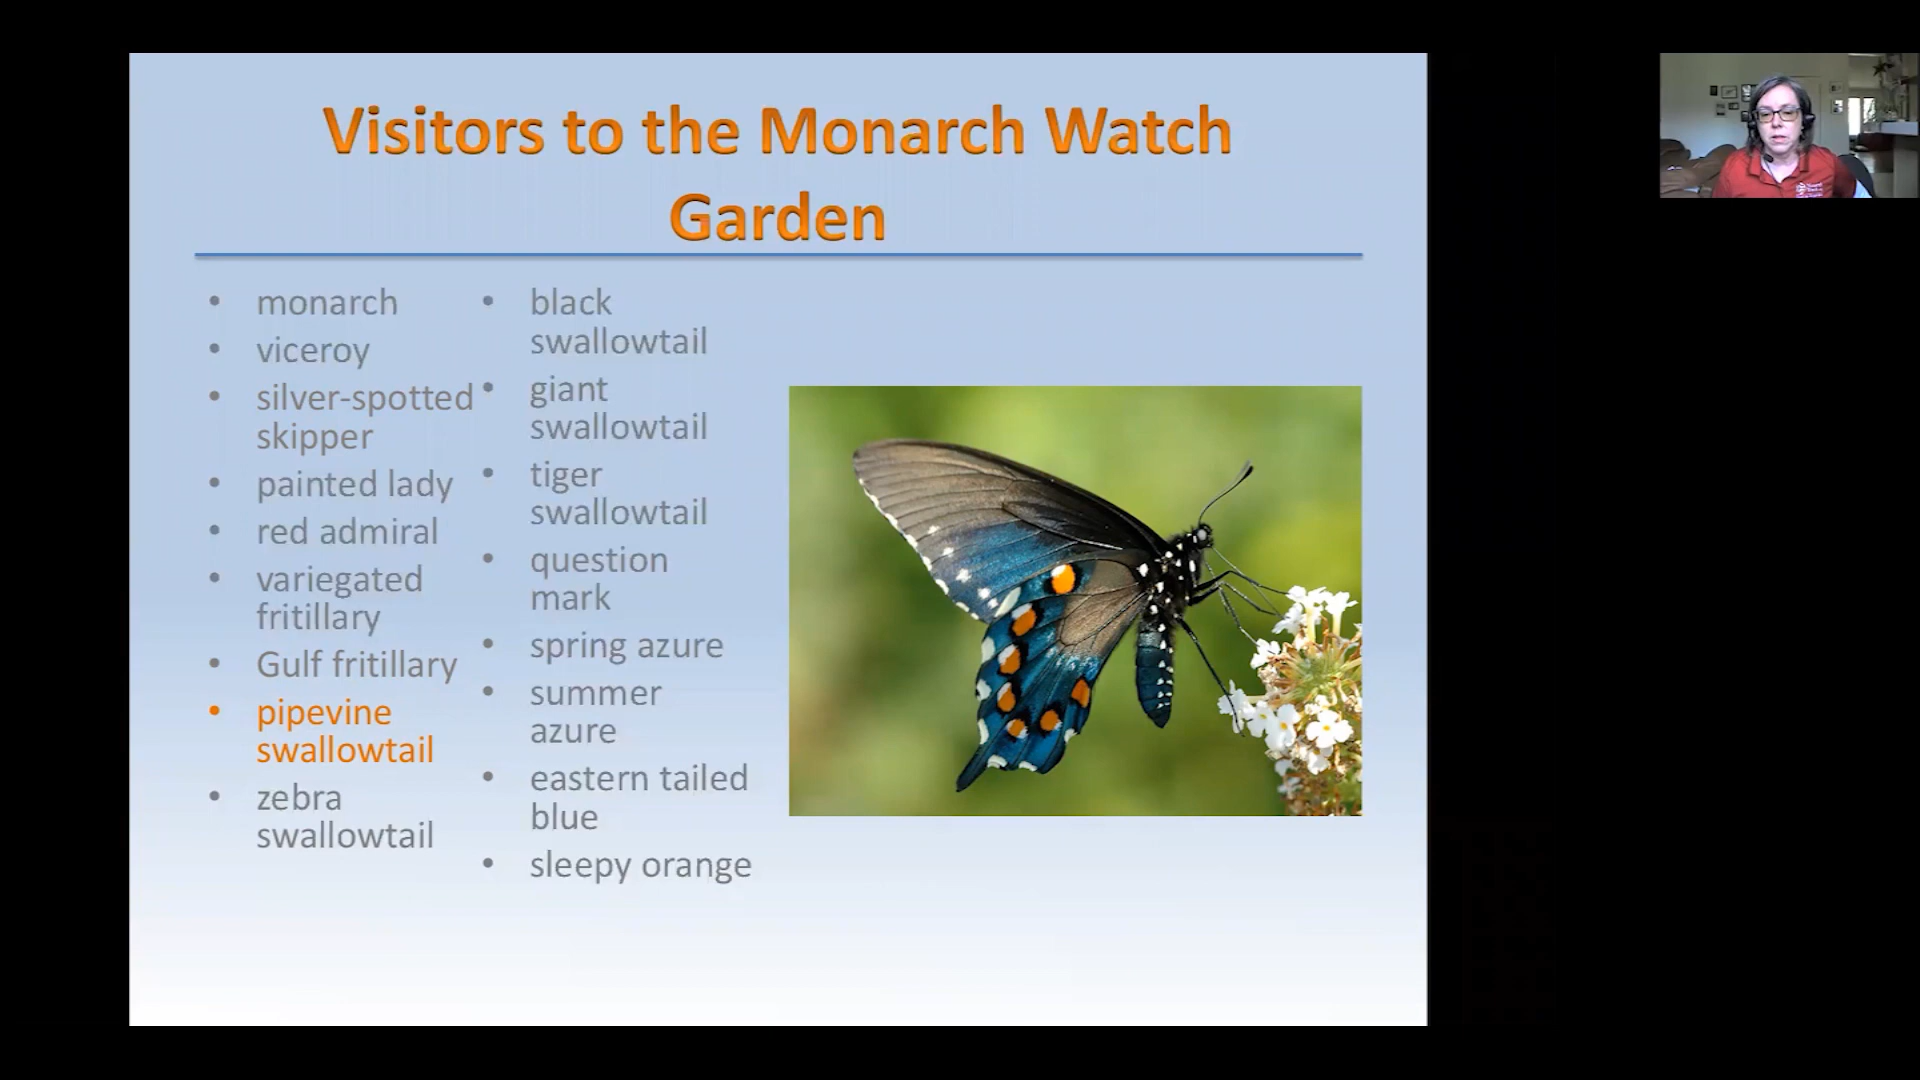 Visitors to the Monarch Watch
Garden
• monarch
• viceroy
• silver-spotted
skipper
• painted lady
• red admiral
• variegated
fritillary
• Gulf fritillary
• pipevine
swallowtail
• zebra
swallowtail
• black
swallowtail
• giant
swallowtail
• tiger
swallowtail
• question
mark
• spring azure
• summer
azure
• eastern tailed
blue
• sleepy orange